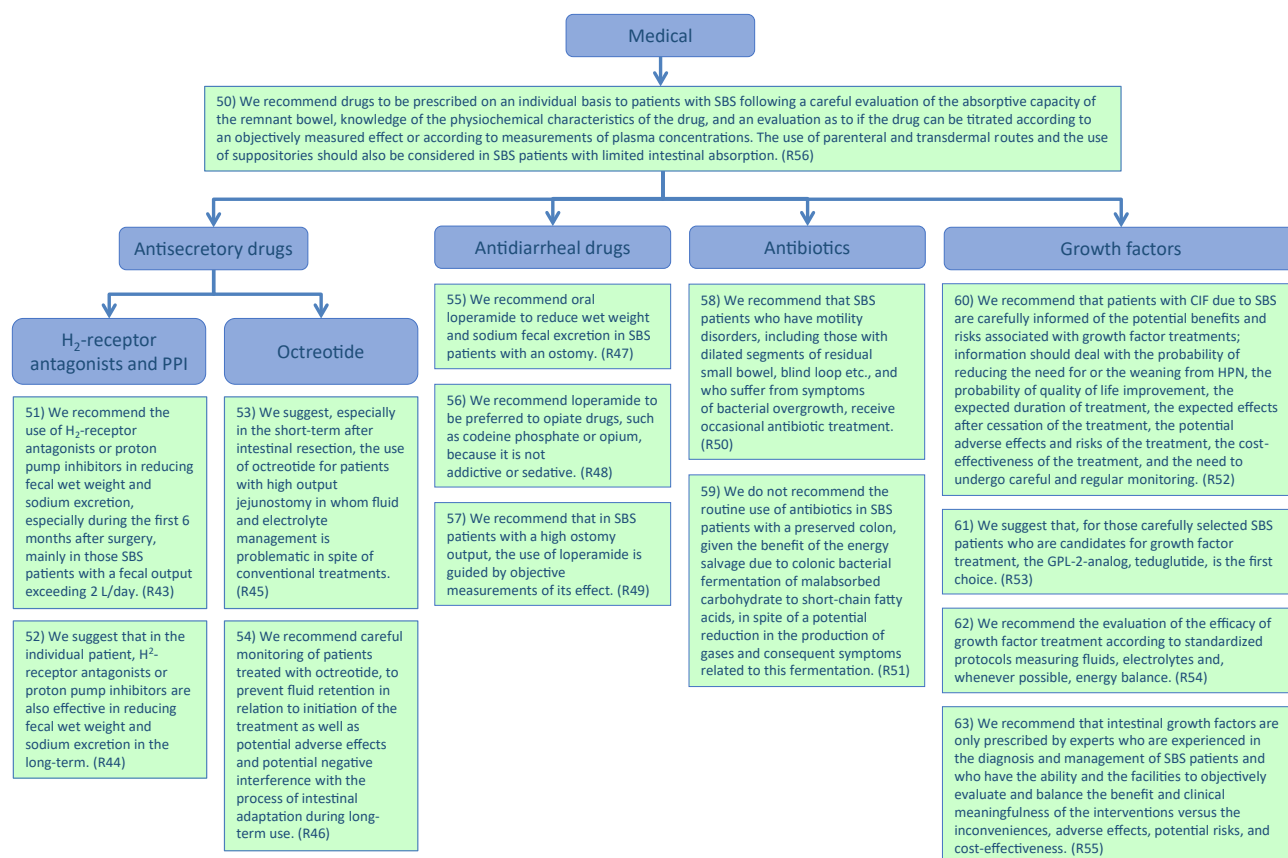 Medical
50) We recommend drugs to be prescribed on an individual basis to patients with SBS following a careful evaluation of the absorptive capacity of
the remnant bowel, knowledge of the physiochemical characteristics of the drug, and an evaluation as to if the drug can be titrated according to
an objectively measured effect or according to measurements of plasma concentrations. The use of parenteral and transdermal routes and the use
of suppositories should also be considered in SBS patients with limited intestinal absorption. (R56)
Antisecretory drugs
H₂-receptor
antagonists and PPI
51) We recommend the
use of H₂-receptor
antagonists or proton
pump inhibitors in reducing
fecal wet weight and
sodium excretion,
especially during the first 6
months after surgery,
mainly in those SBS
patients with a fecal output
exceeding 2 L/day. (R43)
52) We suggest that in the
individual patient, H²-
receptor antagonists or
proton pump inhibitors are
also effective in reducing
fecal wet weight and
sodium excretion in the
long-term. (R44)
Octreotide
53) We suggest, especially
in the short-term after
intestinal resection, the use
of octreotide for patients
with high output
jejunostomy in whom fluid
and electrolyte
management is
problematic in spite of
conventional treatments.
(R45)
54) We recommend careful
monitoring of patients
treated with octreotide, to
prevent fluid retention in
relation to initiation of the
treatment as well as
potential adverse effects
and potential negative
interference with the
process of intestinal
adaptation during long-
term use. (R46)
Antidiarrheal drugs
55) We recommend oral
loperamide to reduce wet weight
and sodium fecal excretion in SBS
patients with an ostomy. (R47)
56) We recommend loperamide to
be preferred to opiate drugs, such
as codeine phosphate or opium,
because it is not
addictive or sedative. (R48)
57) We recommend that in SBS
patients with a high ostomy
output, the use of loperamide is
guided by objective
measurements of its effect. (R49)
Antibiotics
58) We recommend that SBS
patients who have motility
disorders, including those with
dilated segments of residual
small bowel, blind loop etc., and
who suffer from symptoms
of bacterial overgrowth, receive
occasional antibiotic treatment.
(R50)
59) We do not recommend the
routine use of antibiotics in SBS
patients with a preserved colon,
given the benefit of the energy
salvage due to colonic bacterial
fermentation of malabsorbed
carbohydrate to short-chain fatty
acids, in spite of a potential
reduction in the production of
gases and consequent symptoms
related to this fermentation. (R51)
Growth factors
60) We recommend that patients with CIF due to SBS
are carefully informed of the potential benefits and
risks associated with growth factor treatments;
information should deal with the probability of
reducing the need for or the weaning from HPN, the
probability of quality of life improvement, the
expected duration of treatment, the expected effects
after cessation of the treatment, the potential
adverse effects and risks of the treatment, the cost-
effectiveness of the treatment, and the need to
undergo careful and regular monitoring. (R52)
61) We suggest that, for those carefully selected SBS
patients who are candidates for growth factor
treatment, the GPL-2-analog, teduglutide, is the first
choice. (R53)
62) We recommend the evaluation of the efficacy of
growth factor treatment according to standardized
protocols measuring fluids, electrolytes and,
whenever possible, energy balance. (R54)
63) We recommend that intestinal growth factors are
only prescribed by experts who are experienced in
the diagnosis and management of SBS patients and
who have the ability and the facilities to objectively
evaluate and balance the benefit and clinical
meaningfulness of the interventions versus the
inconveniences, adverse effects, potential risks, and
cost-effectiveness. (R55)